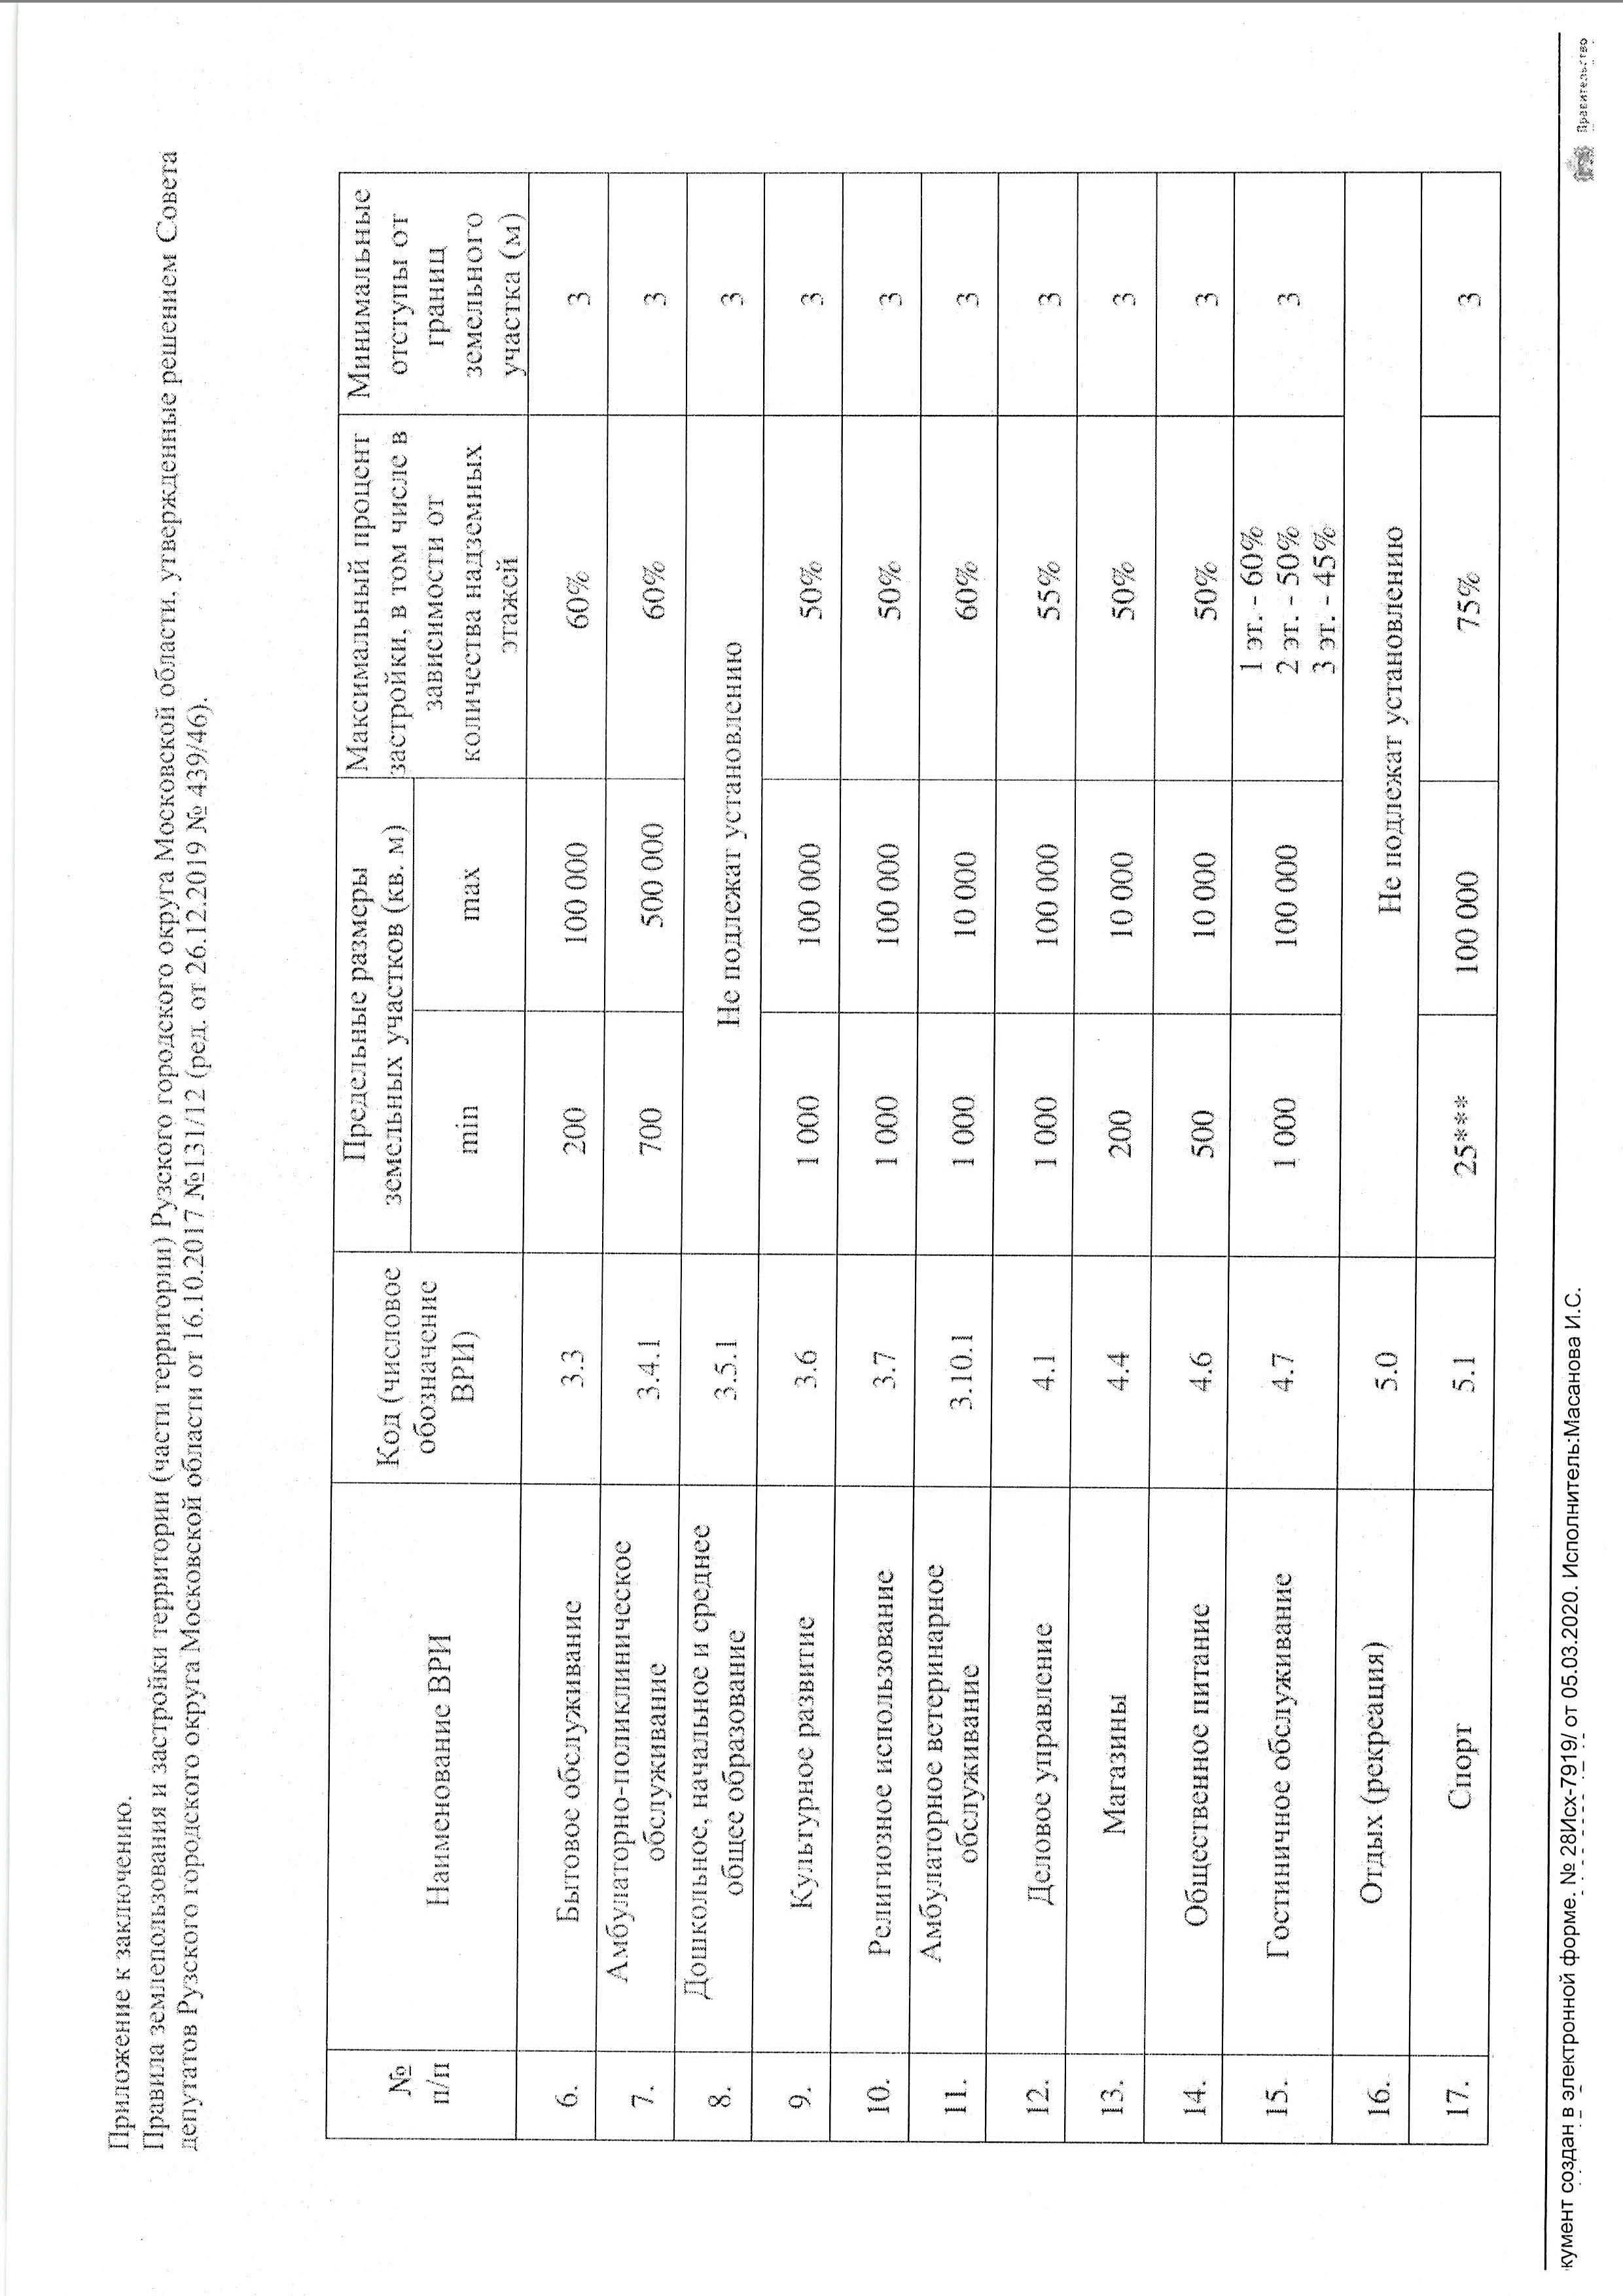 Приложение к заключению.
Правила землепользования и застройки территории (части территории) Рузского городского округа Московской области, утвержденные решением Совета
депутатов Рузского городского округа Московской области от 16.10.2017 №131/12 (ред. от 26.12.2019 № 439/46).
№
п/п
Наименование ВРИ
Код (числовое
обозначение
ВРИ)
Предельные размеры
земельных участков (кв. м)
min
max
Максимальный процент
застройки, в том числе в
зависимости от
количества надземных
этажей
Минимальные
отступы от
границ
земельного
участка (м)
6. Бытовое обслуживание 3.3 200 100 000 60% 3
7. Амбулаторно-поликлиническое
обслуживание 3.4.1 700 500 000 60% 3
8. Дошкольное, начальное и среднее
общее образование 3.5.1 Не подлежат установлению 3
9. Культурное развитие 3.6 1 000 100 000 50% 3
10. Религиозное использование 3.7 1 000 100 000 50% 3
11. Амбулаторное ветеринарное
обслуживание 3.10.1 1 000 10 000 60% 3
12. Деловое управление 4.1 1 000 100 000 55% 3
13. Магазины 4.4 200 10 000 50% 3
14. Общественное питание 4.6 500 10 000 50% 3
15. Гостиничное обслуживание 4.7 1 000 100 000 1 эт. - 60%
2 эт. - 50%
3 эт. - 45%
3
16. Отдых (рекреация) 5.0 Не подлежат установлению
17. Спорт 5.1 25*** 100 000 75% 3
кумент создан в электронной форме. № 28Исх-7919/ от 05.03.2020. Исполнитель:Масанова И.С.
Правительство